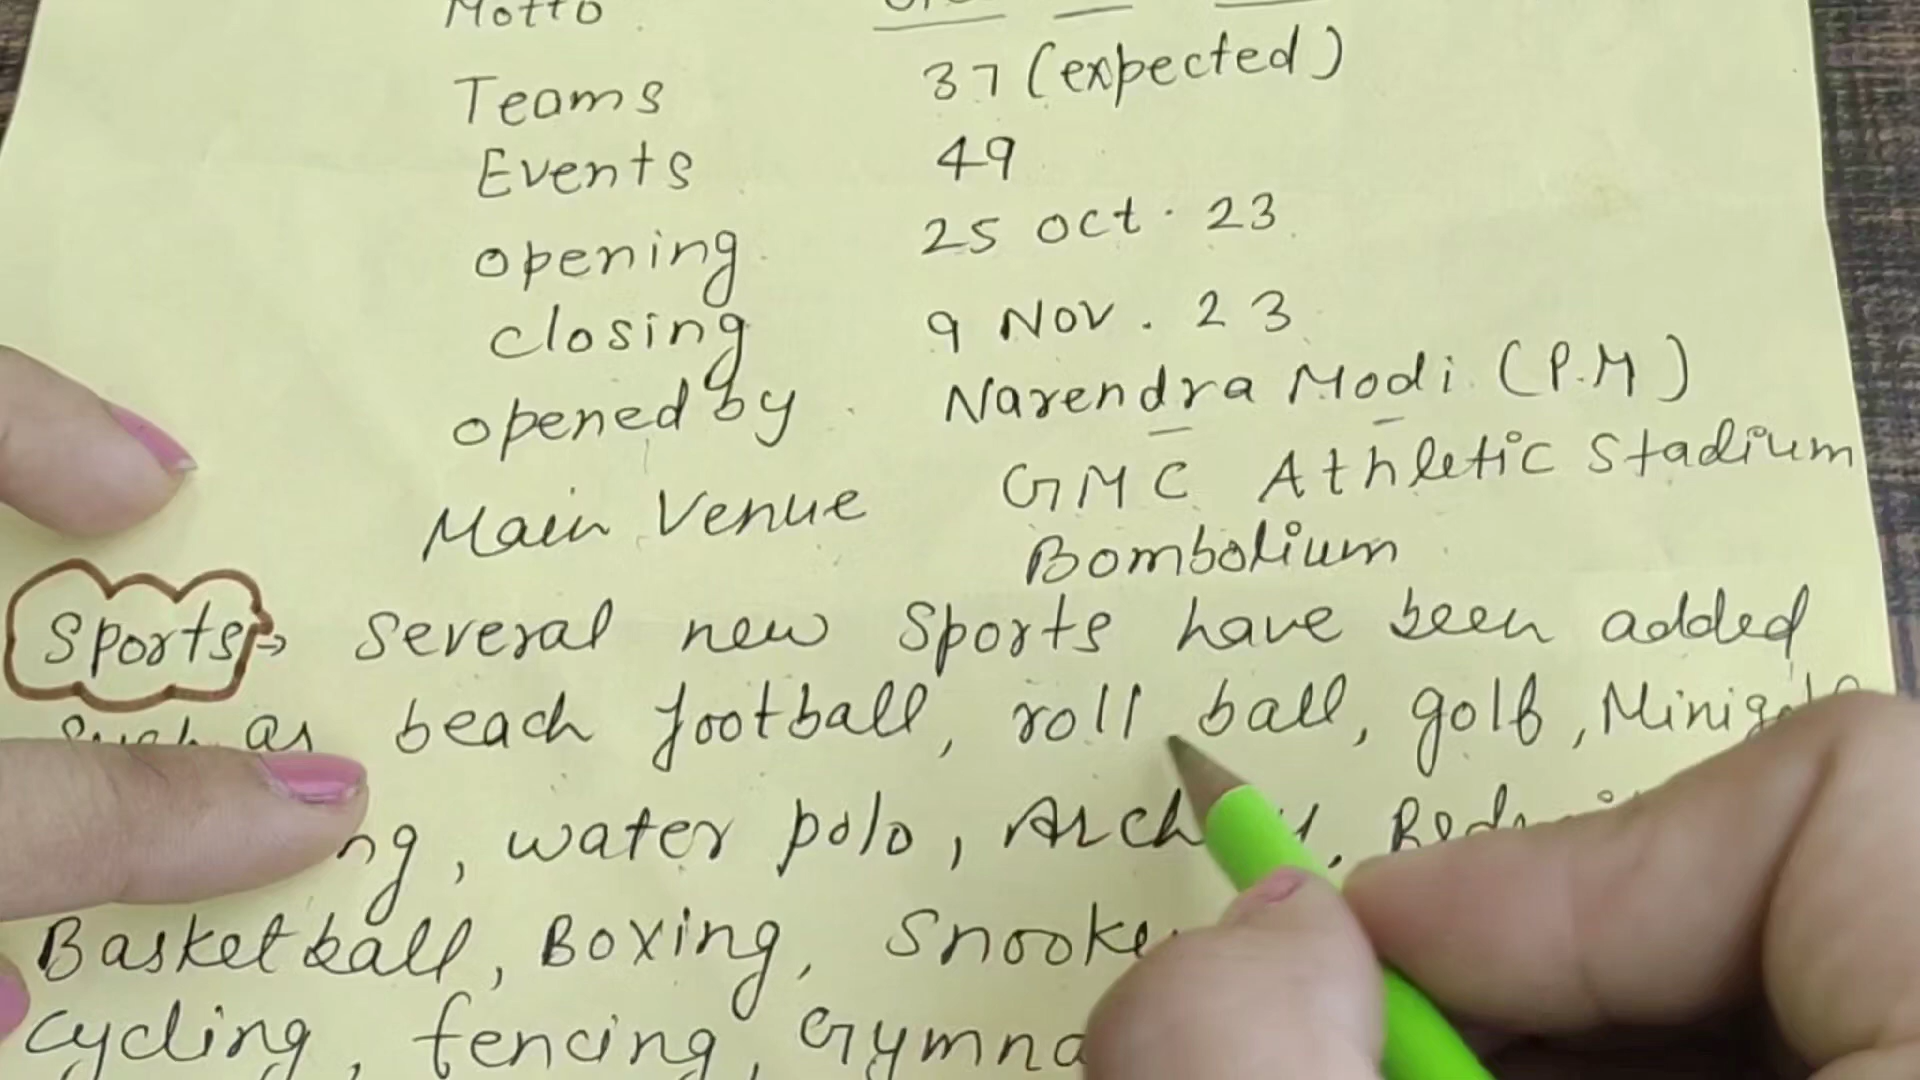 Motto
Teams 37 (expected)
Events 49
opening 25 oct. 23
closing 9 Nov. 23
opened by Narendra Modi (P.M)
Main Venue GMC Athletic Stadium
Bombolium
Sports → Several new Sports have been added
such as beach football, roll ball, golf,
water polo,
Basketball, Boxing,
Cycling, fencing,